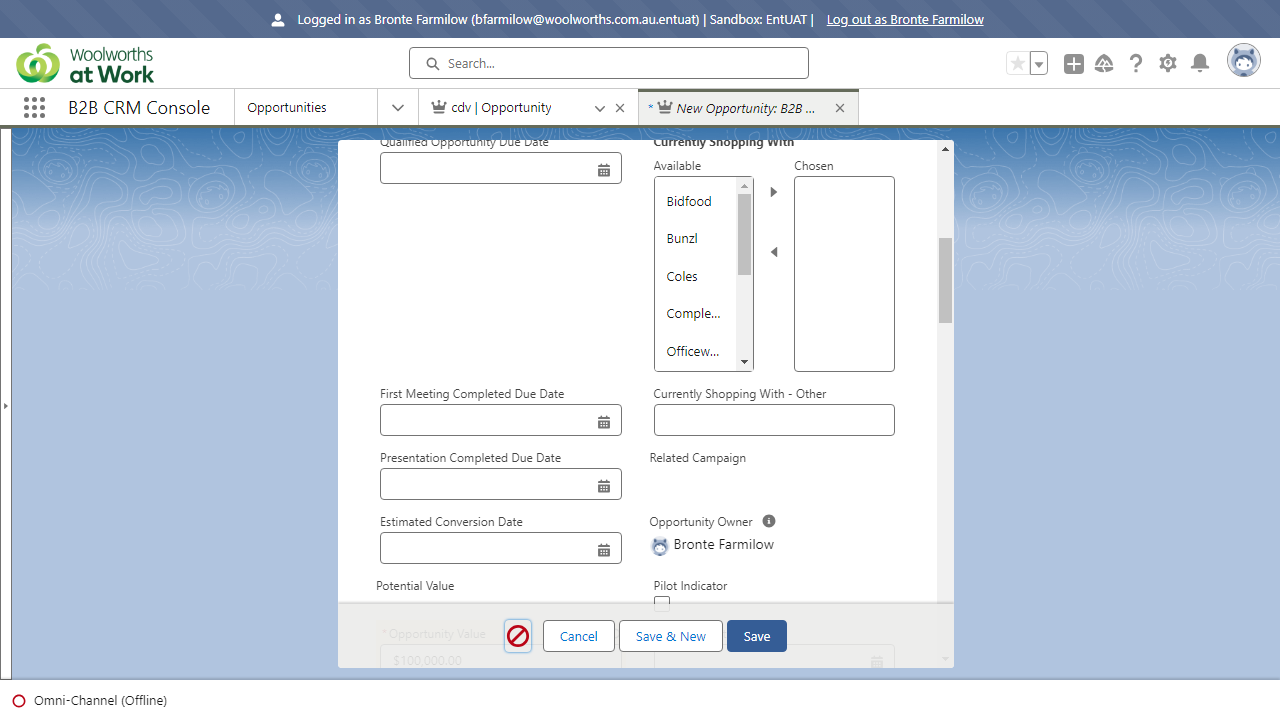 Logged in as Bronte Farmilow (bfarmilow@woolworths.com.au.entuat) | Sandbox: EntUAT | Log out as Bronte Farmilow
Woolworths
at Work
Search...
B2B CRM Console
Opportunities
cdv | Opportunity
* New Opportunity: B2B ...
Qualified Opportunity Due Date
Currently Shopping With
Available
Chosen
Bidfood
Bunzl
Coles
Comple...
Officew...
First Meeting Completed Due Date
Currently Shopping With - Other
Presentation Completed Due Date
Related Campaign
Estimated Conversion Date
Opportunity Owner
Bronte Farmilow
Potential Value
Pilot Indicator
*Opportunity Value
$100,000.00
Cancel
Save & New
Save
Omni-Channel (Offline)